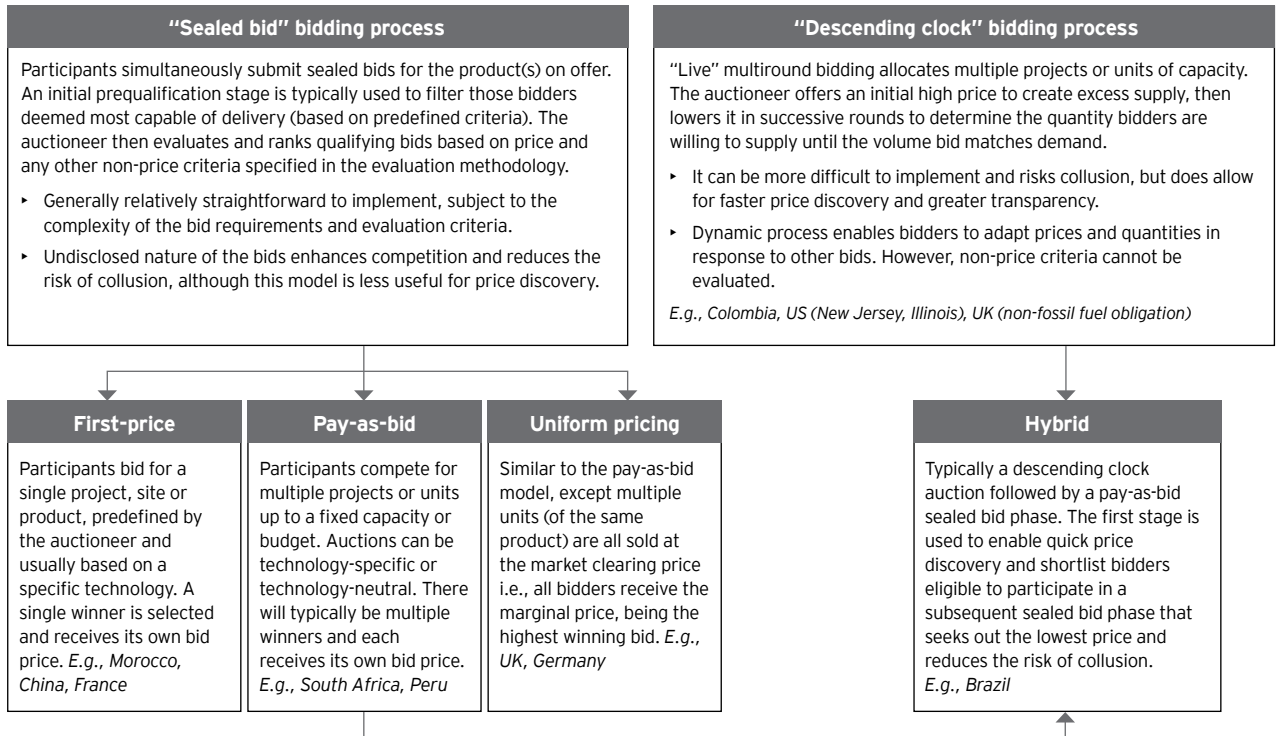 “Sealed bid” bidding process
Participants simultaneously submit sealed bids for the product(s) on offer.
An initial prequalification stage is typically used to filter those bidders
deemed most capable of delivery (based on predefined criteria). The
auctioneer then evaluates and ranks qualifying bids based on price and
any other non-price criteria specified in the evaluation methodology.
‣ Generally relatively straightforward to implement, subject to the
complexity of the bid requirements and evaluation criteria.
‣ Undisclosed nature of the bids enhances competition and reduces the
risk of collusion, although this model is less useful for price discovery.
“Descending clock” bidding process
“Live” multiround bidding allocates multiple projects or units of capacity.
The auctioneer offers an initial high price to create excess supply, then
lowers it in successive rounds to determine the quantity bidders are
willing to supply until the volume bid matches demand.
‣ It can be more difficult to implement and risks collusion, but does allow
for faster price discovery and greater transparency.
‣ Dynamic process enables bidders to adapt prices and quantities in
response to other bids. However, non-price criteria cannot be
evaluated.
E.g., Colombia, US (New Jersey, Illinois), UK (non-fossil fuel obligation)
First-price
Participants bid for a
single project, site or
product, predefined by
the auctioneer and
usually based on a
specific technology. A
single winner is selected
and receives its own bid
price. E.g., Morocco,
China, France
Pay-as-bid
Participants compete for
multiple projects or units
up to a fixed capacity or
budget. Auctions can be
technology-specific or
technology-neutral. There
will typically be multiple
winners and each
receives its own bid price.
E.g., South Africa, Peru
Uniform pricing
Similar to the pay-as-bid
model, except multiple
units (of the same
product) are all sold at
the market clearing price
i.e., all bidders receive the
marginal price, being the
highest winning bid. E.g.,
UK, Germany
Hybrid
Typically a descending clock
auction followed by a pay-as-bid
sealed bid phase. The first stage is
used to enable quick price
discovery and shortlist bidders
eligible to participate in a
subsequent sealed bid phase that
seeks out the lowest price and
reduces the risk of collusion.
E.g., Brazil